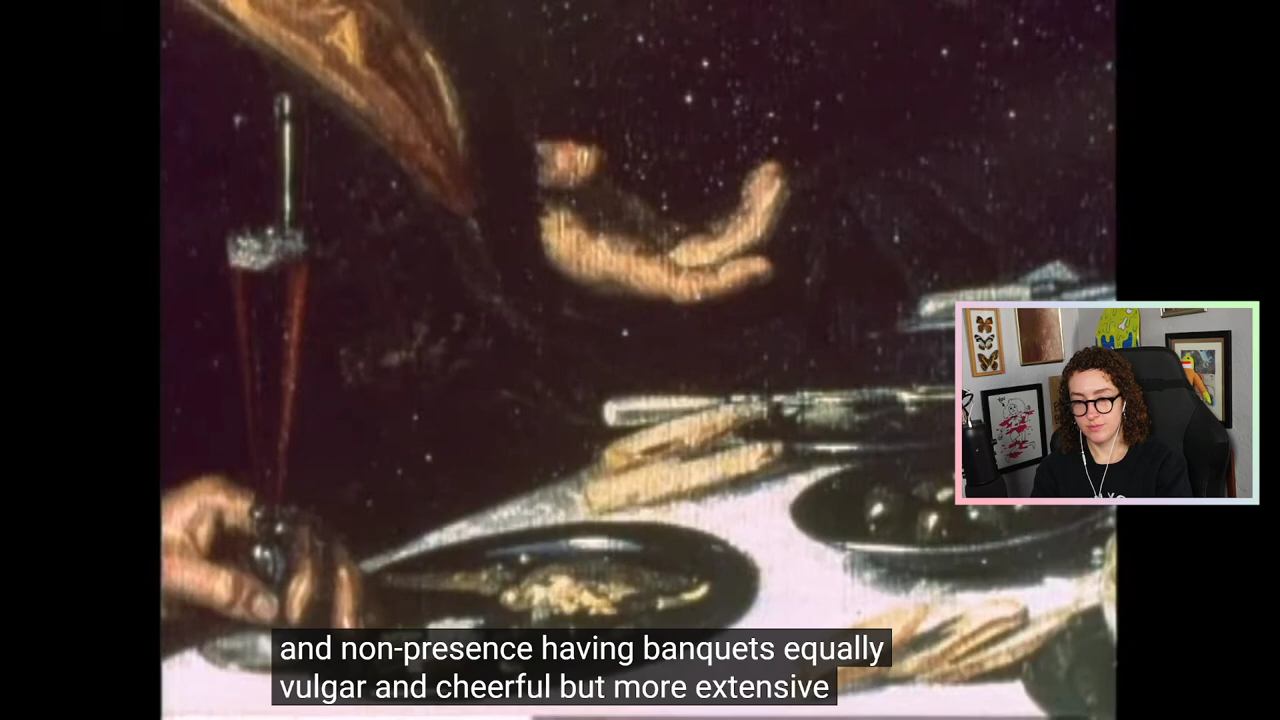 and non-presence having banquets equally
vulgar and cheerful but more extensive